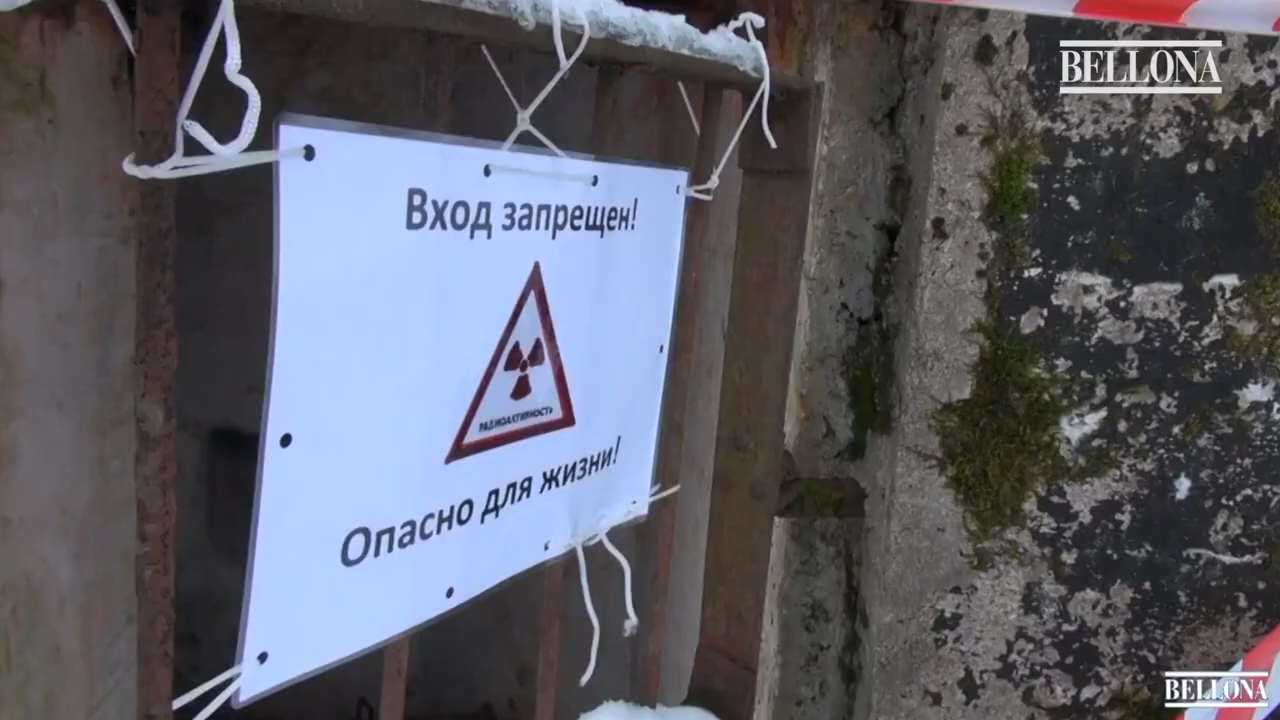 BELLONA
Вход запрещен!
РАДИОАКТИВНОСТЬ
Опасно для жизни!
BELLONA